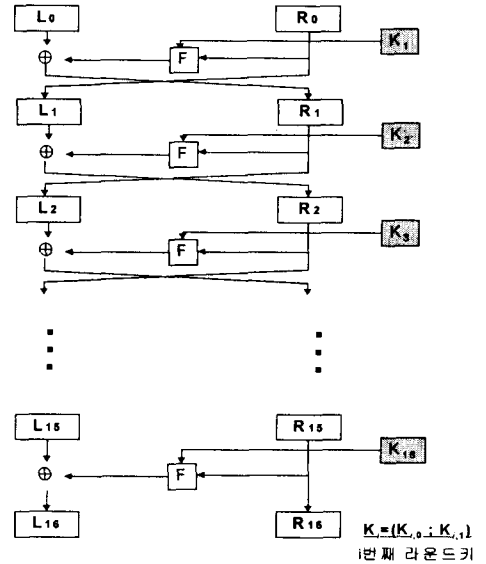 L₀ R₀
K₁
F
L₁ R₁
K₂
F
L₂ R₂
K₃
F
L₁₅ R₁₅
K₁₆
F
L₁₆ R₁₆
Kᵢ=(Kᵢ,₀ ; Kᵢ,₁)
i번째 라운드키